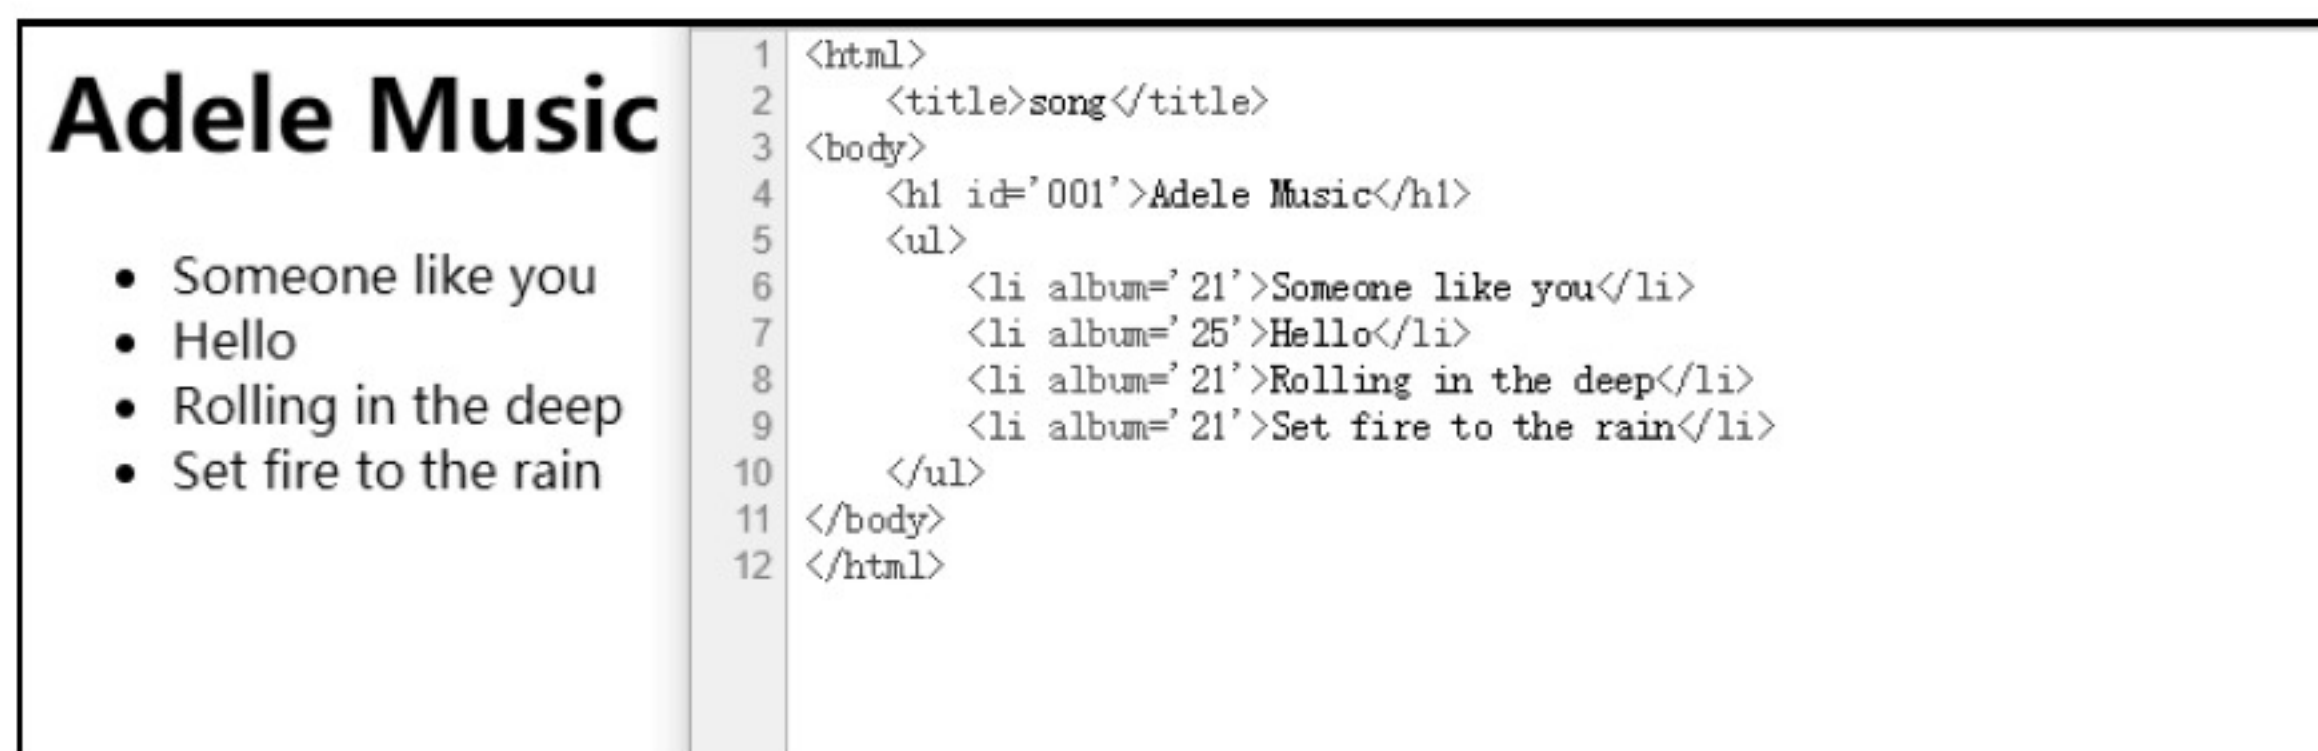 Adele Music
• Someone like you
• Hello
• Rolling in the deep
• Set fire to the rain
1 <html>
2 <title>song</title>
3 <body>
4 <h1 id='001'>Adele Music</h1>
5 <ul>
6 <li album='21'>Someone like you</li>
7 <li album='25'>Hello</li>
8 <li album='21'>Rolling in the deep</li>
9 <li album='21'>Set fire to the rain</li>
10 </ul>
11 </body>
12 </html>